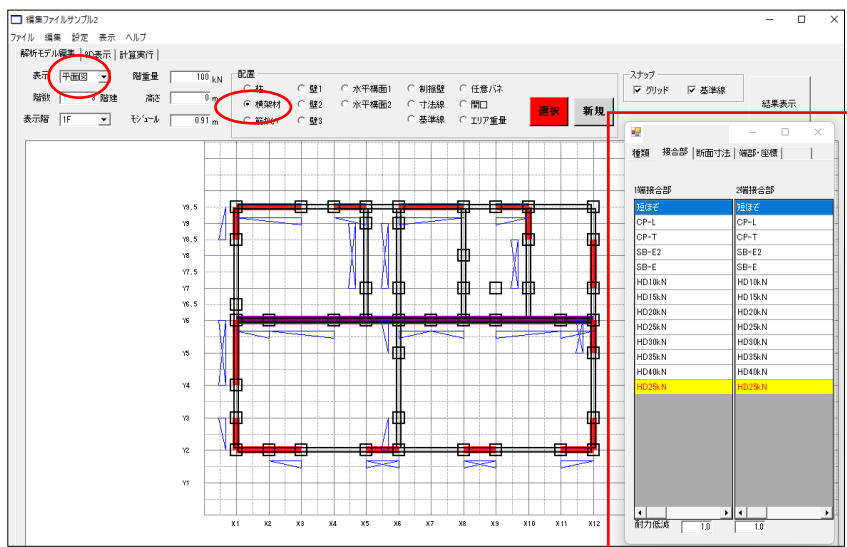 編集ファイルサンプル2
ファイル 編集 設定 表示 ヘルプ
解析モデル編集 3D表示 計算実行
表示 平面図 階重量 100 kN
階数 階建 高さ 0 m
表示階 1F モジュール 0.91 m
配置
柱 壁1 水平構面1 制振壁 任意バネ
横架材 壁2 水平構面2 寸法線 開口
筋かい 壁3 基準線 エリア重量
選択 新規
スナップ
グリッド 基準線
結果表示
種類 接合部 断面寸法 端部・座標
1端接合部 2端接合部
短ほぞ 短ほぞ
CP-L CP-L
CP-T CP-T
SB-E2 SB-E2
SB-E SB-E
HD10kN HD10kN
HD15kN HD15kN
HD20kN HD20kN
HD25kN HD25kN
HD30kN HD30kN
HD35kN HD35kN
HD40kN HD40kN
HD25kN HD25kN
耐力低減 1.0 1.0
Y9.5
Y9
Y8.5
Y8
Y7.5
Y7
Y6.5
Y6
Y5
Y4
Y3
Y2
Y1
X1 X2 X3 X4 X5 X6 X7 X8 X9 X10 X11 X12